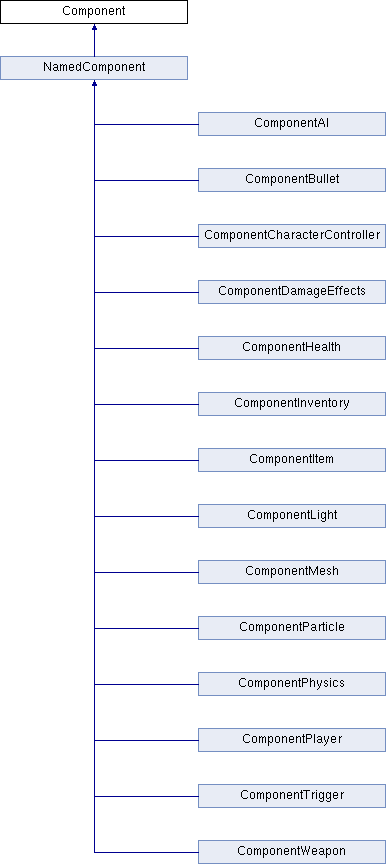 Component
NamedComponent
ComponentAI
ComponentBullet
ComponentCharacterController
ComponentDamageEffects
ComponentHealth
ComponentInventory
ComponentItem
ComponentLight
ComponentMesh
ComponentParticle
ComponentPhysics
ComponentPlayer
ComponentTrigger
ComponentWeapon